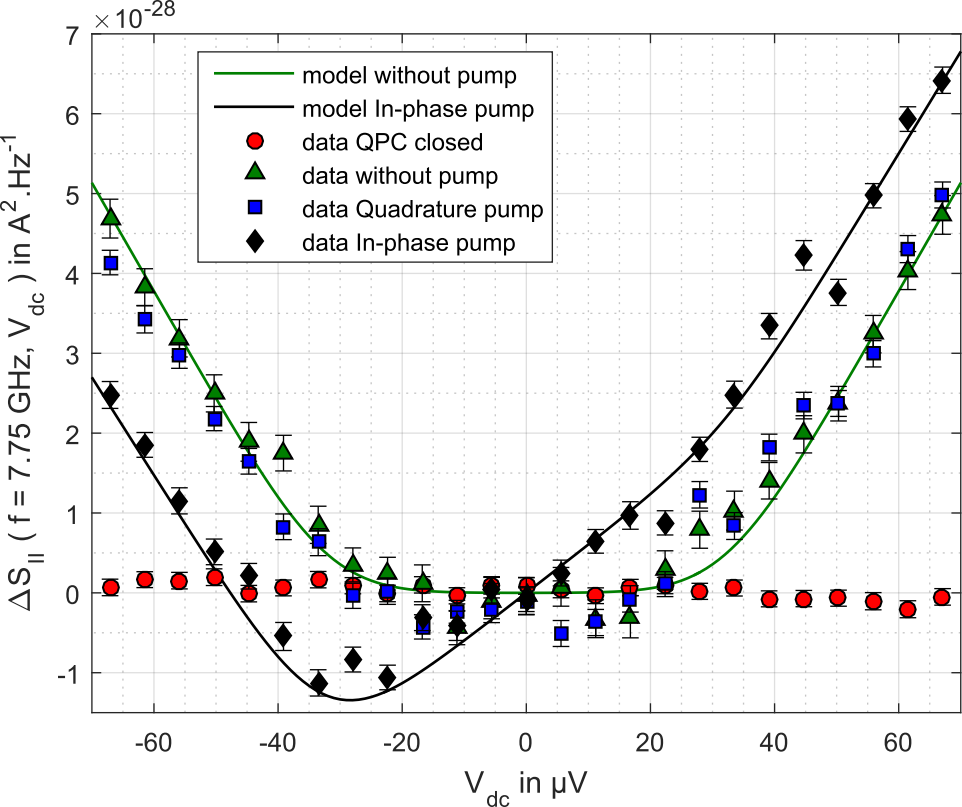 ×10⁻²⁸
7
6
5
4
3
2
1
0
-1
ΔS_II ( f = 7.75 GHz, V_dc ) in A².Hz⁻¹
model without pump
model In-phase pump
data QPC closed
data without pump
data Quadrature pump
data In-phase pump
-60 -40 -20 0 20 40 60
V_dc in µV